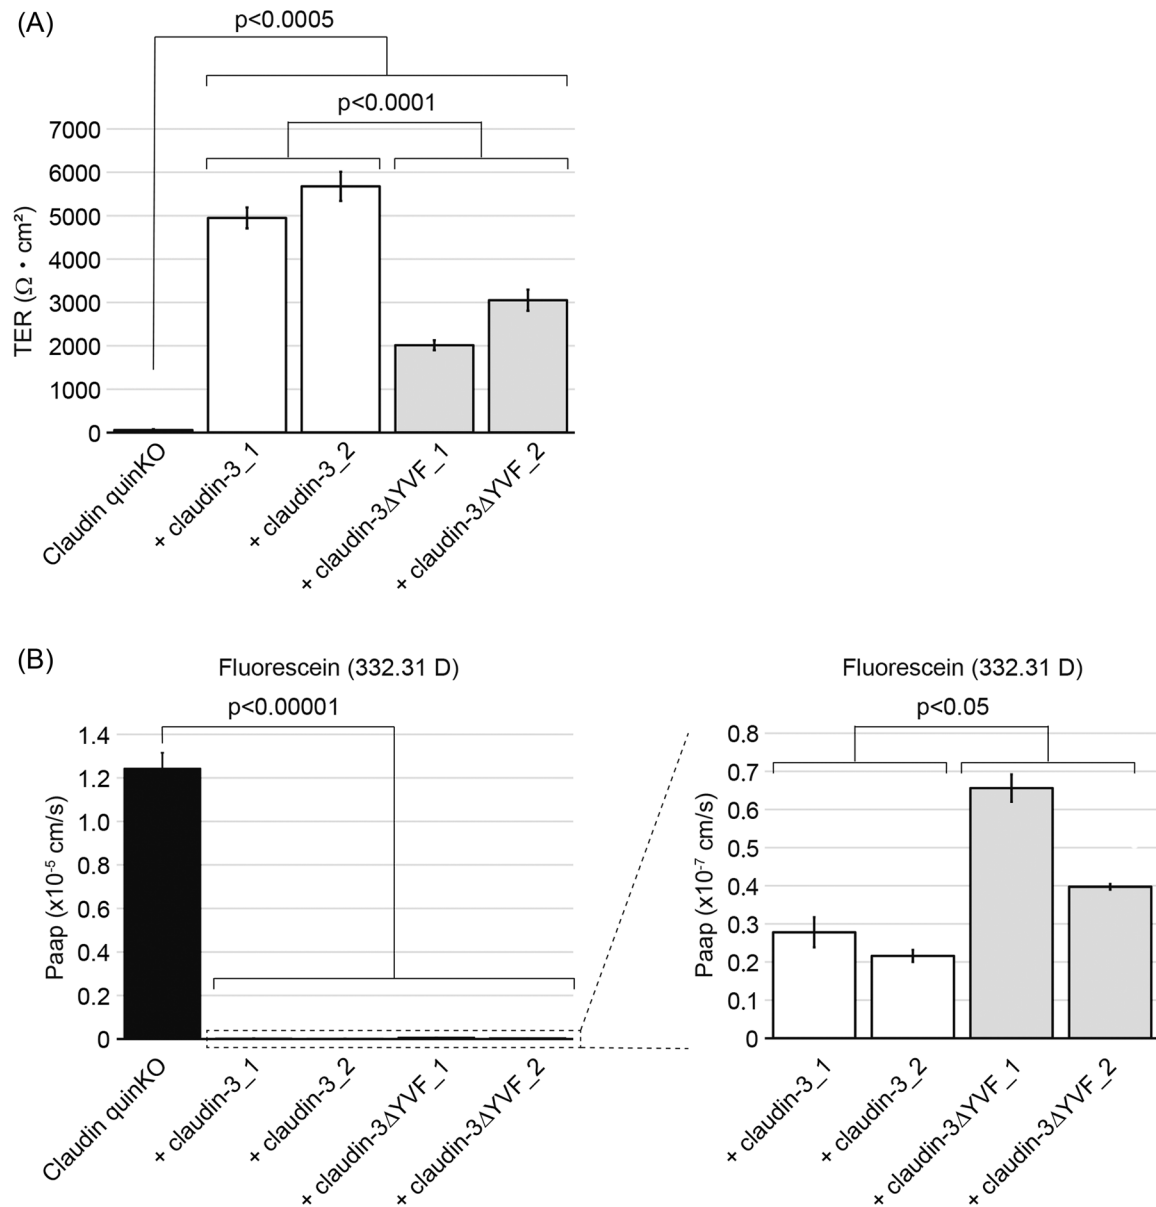 (A)
p<0.0005
p<0.0001
7000
6000
5000
4000
3000
2000
1000
0
TER (Ω・cm²)
Claudin quinKO
+ claudin-3_1
+ claudin-3_2
+ claudin-3ΔYVF_1
+ claudin-3ΔYVF_2
(B)
Fluorescein (332.31 D)
p<0.00001
1.4
1.2
1.0
0.8
0.6
0.4
0.2
0
Paap (x10⁻⁵ cm/s)
Claudin quinKO
+ claudin-3_1
+ claudin-3_2
+ claudin-3ΔYVF_1
+ claudin-3ΔYVF_2
Fluorescein (332.31 D)
p<0.05
0.8
0.7
0.6
0.5
0.4
0.3
0.2
0.1
0
Paap (x10⁻⁷ cm/s)
+ claudin-3_1
+ claudin-3_2
+ claudin-3ΔYVF_1
+ claudin-3ΔYVF_2